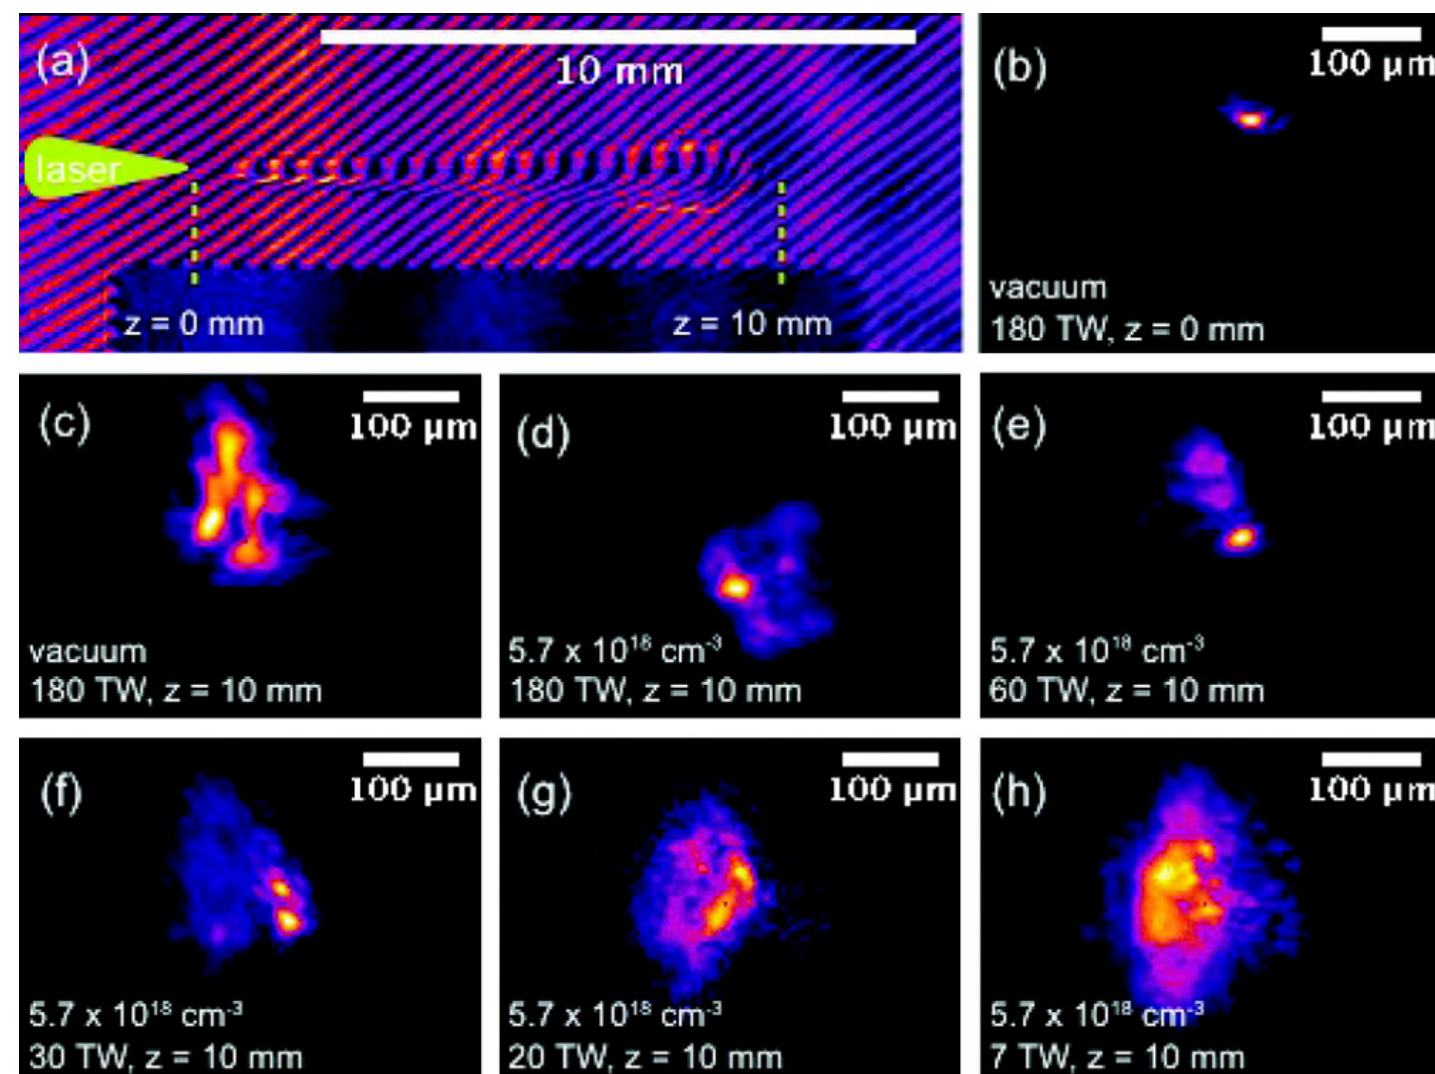 (a)
10 mm
laser
z = 0 mm
z = 10 mm
(b)
100 µm
vacuum
180 TW, z = 0 mm
(c)
100 µm
vacuum
180 TW, z = 10 mm
(d)
100 µm
5.7 x 10¹⁸ cm⁻³
180 TW, z = 10 mm
(e)
100 µm
5.7 x 10¹⁸ cm⁻³
60 TW, z = 10 mm
(f)
100 µm
5.7 x 10¹⁸ cm⁻³
30 TW, z = 10 mm
(g)
100 µm
5.7 x 10¹⁸ cm⁻³
20 TW, z = 10 mm
(h)
100 µm
5.7 x 10¹⁸ cm⁻³
7 TW, z = 10 mm